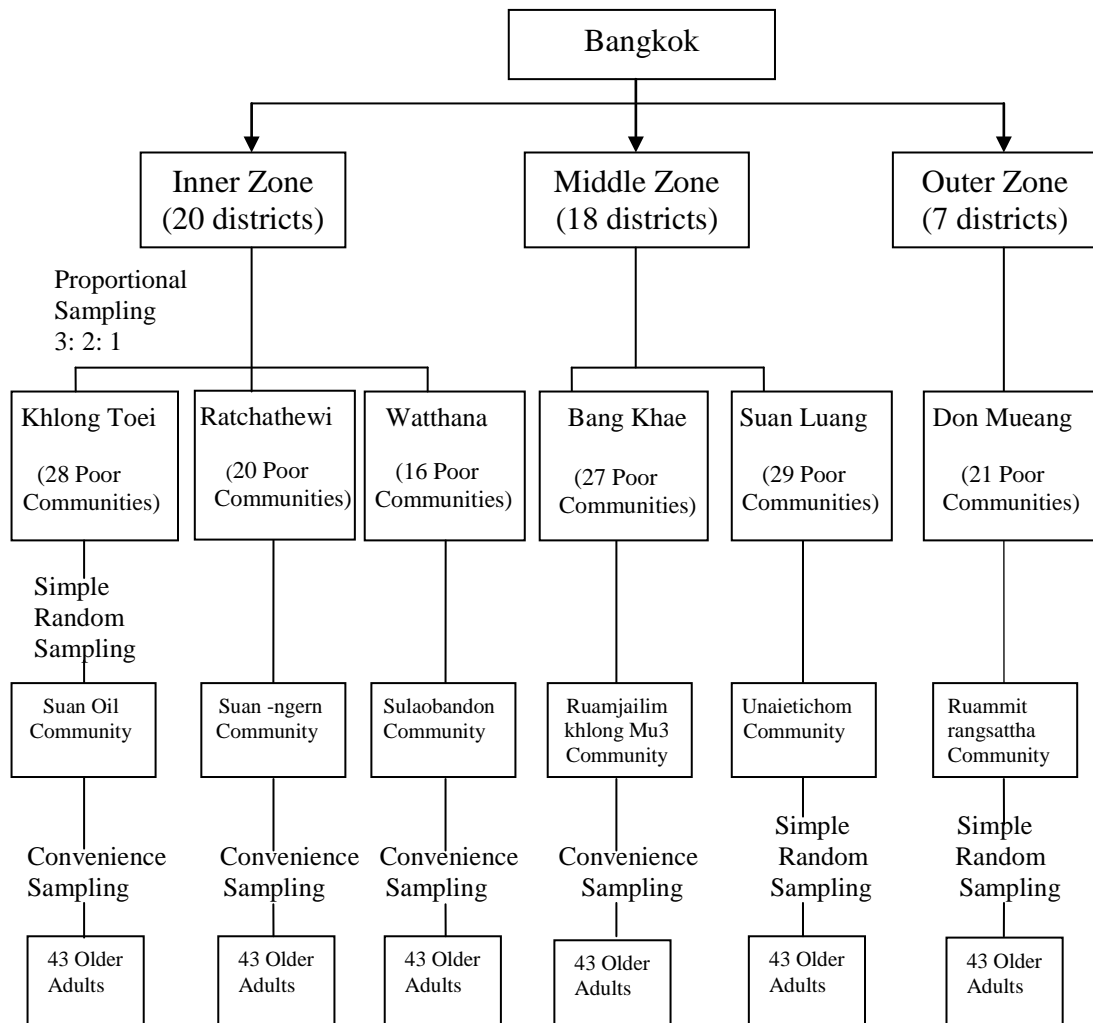 Bangkok
Inner Zone
(20 districts)
Middle Zone
(18 districts)
Outer Zone
(7 districts)
Proportional
Sampling
3: 2: 1
Khlong Toei
(28 Poor
Communities)
Ratchathewi
(20 Poor
Communities)
Watthana
(16 Poor
Communities)
Bang Khae
(27 Poor
Communities)
Suan Luang
(29 Poor
Communities)
Don Mueang
(21 Poor
Communities)
Simple
Random
Sampling
Suan Oil
Community
Suan -ngern
Community
Sulaobandon
Community
Ruamjailim
khlong Mu3
Community
Unaietichom
Community
Ruammit
rangsattha
Community
Convenience
Sampling
Convenience
Sampling
Convenience
Sampling
Convenience
Sampling
Simple
Random
Sampling
Simple
Random
Sampling
43 Older
Adults
43 Older
Adults
43 Older
Adults
43 Older
Adults
43 Older
Adults
43 Older
Adults